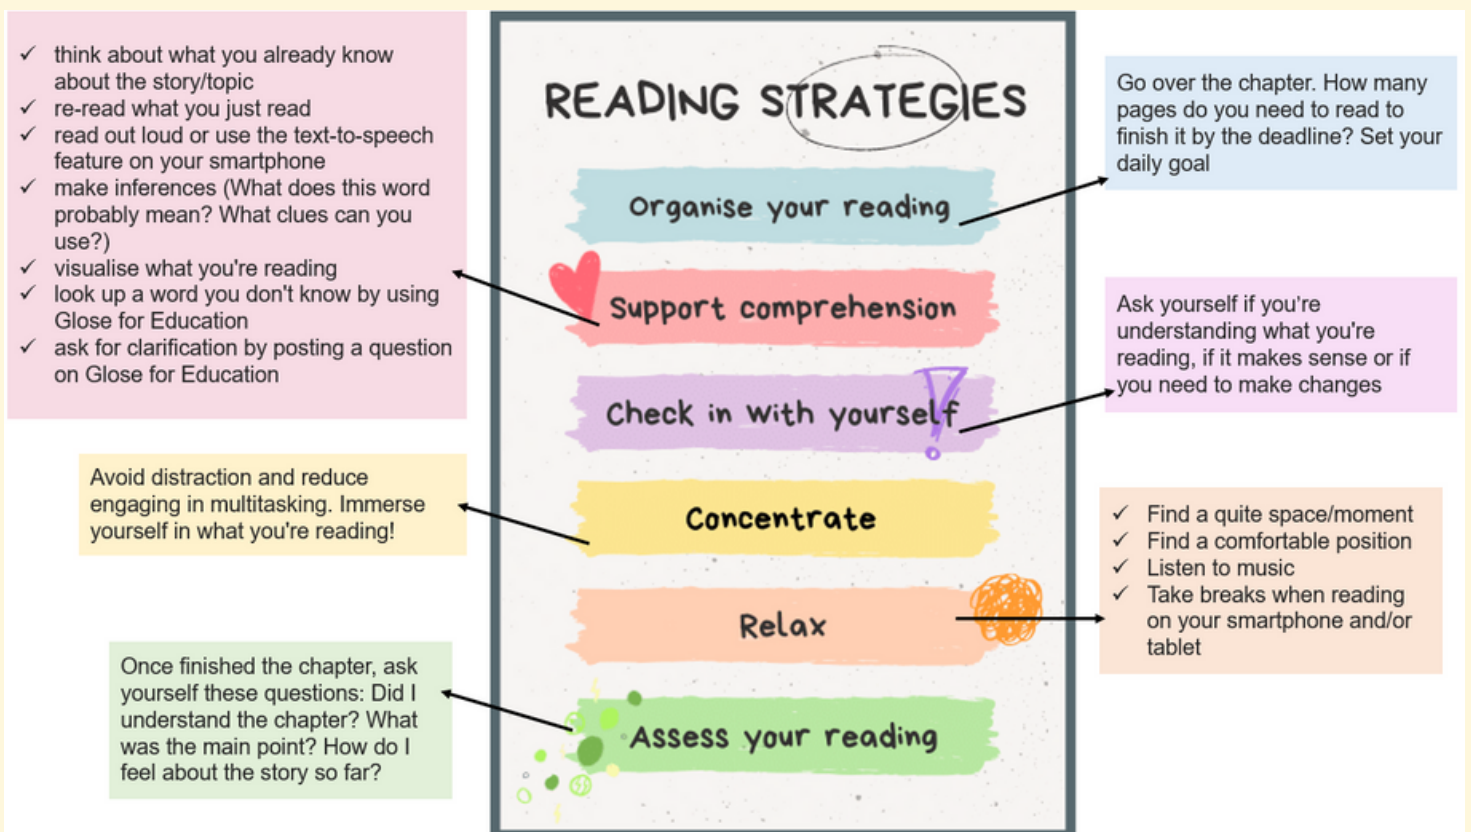 READING STRATEGIES
Organise your reading
Go over the chapter. How many
pages do you need to read to
finish it by the deadline? Set your
daily goal
Support comprehension
✓ think about what you already know
about the story/topic
✓ re-read what you just read
✓ read out loud or use the text-to-speech
feature on your smartphone
✓ make inferences (What does this word
probably mean? What clues can you
use?)
✓ visualise what you're reading
✓ look up a word you don't know by using
Glose for Education
✓ ask for clarification by posting a question
on Glose for Education
Check in with yourself
Ask yourself if you're
understanding what you're
reading, if it makes sense or if
you need to make changes
Concentrate
Avoid distraction and reduce
engaging in multitasking. Immerse
yourself in what you're reading!
Relax
✓ Find a quite space/moment
✓ Find a comfortable position
✓ Listen to music
✓ Take breaks when reading
on your smartphone and/or
tablet
Assess your reading
Once finished the chapter, ask
yourself these questions: Did I
understand the chapter? What
was the main point? How do I
feel about the story so far?